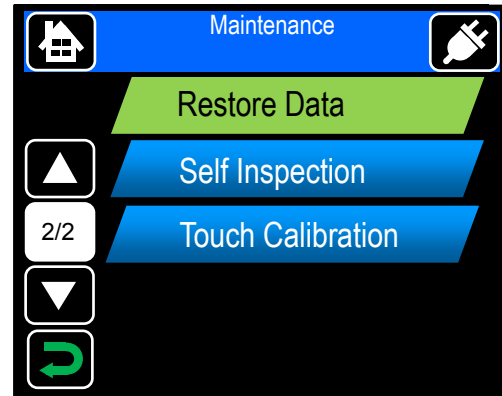 Maintenance
Restore Data
Self Inspection
2/2
Touch Calibration